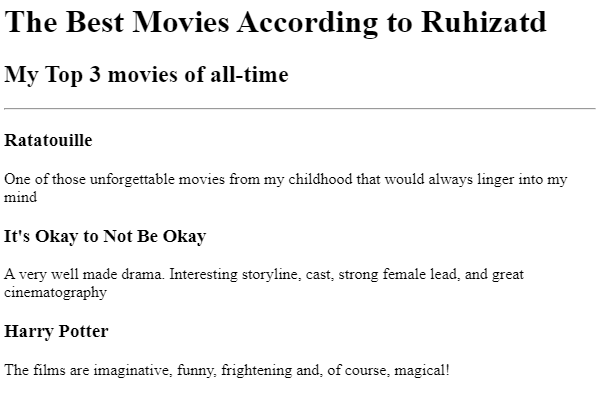 The Best Movies According to Ruhizatd
My Top 3 movies of all-time
Ratatouille
One of those unforgettable movies from my childhood that would always linger into my
mind
It's Okay to Not Be Okay
A very well made drama. Interesting storyline, cast, strong female lead, and great
cinematography
Harry Potter
The films are imaginative, funny, frightening and, of course, magical!